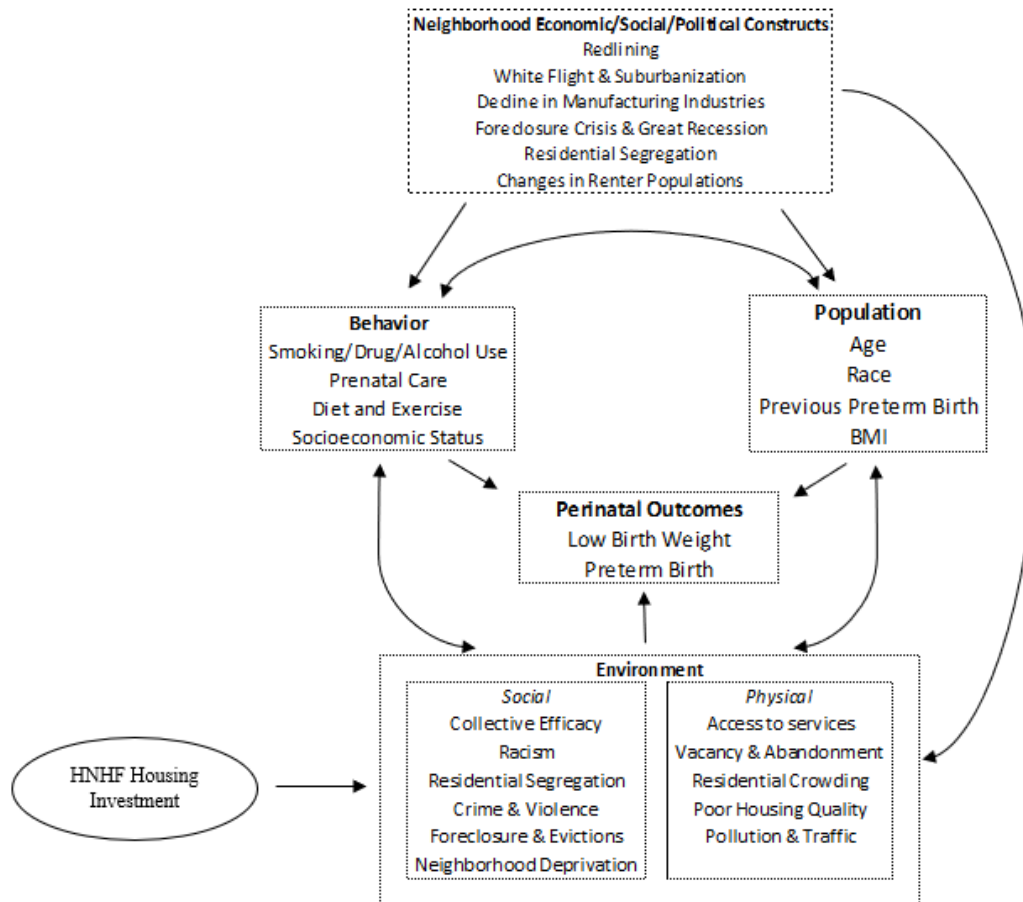 Neighborhood Economic/Social/Political Constructs
Redlining
White Flight & Suburbanization
Decline in Manufacturing Industries
Foreclosure Crisis & Great Recession
Residential Segregation
Changes in Renter Populations
Behavior
Smoking/Drug/Alcohol Use
Prenatal Care
Diet and Exercise
Socioeconomic Status
Population
Age
Race
Previous Preterm Birth
BMI
Perinatal Outcomes
Low Birth Weight
Preterm Birth
Environment
Social
Collective Efficacy
Racism
Residential Segregation
Crime & Violence
Foreclosure & Evictions
Neighborhood Deprivation
Physical
Access to services
Vacancy & Abandonment
Residential Crowding
Poor Housing Quality
Pollution & Traffic
HNHF Housing
Investment